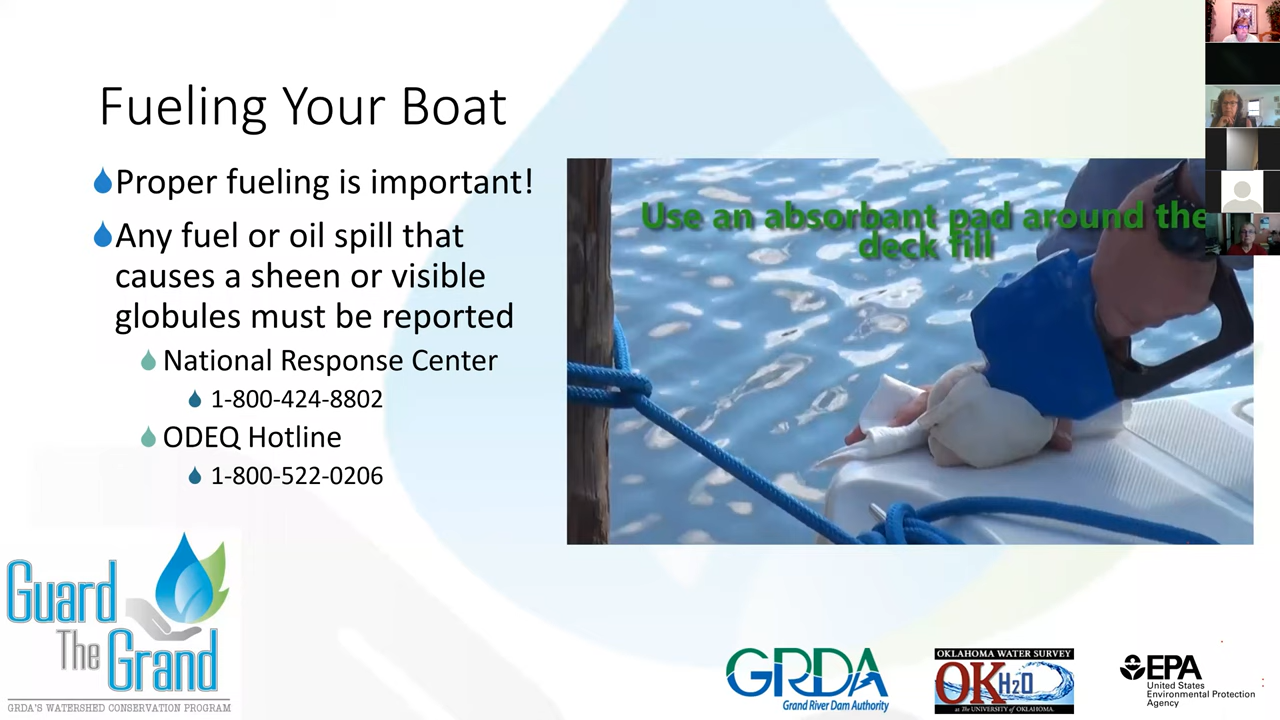 Fueling Your Boat
Proper fueling is important!
Any fuel or oil spill that
causes a sheen or visible
globules must be reported
National Response Center
1-800-424-8802
ODEQ Hotline
1-800-522-0206
Use an absorbant pad around the
deck fill
Guard
The
Grand
GRDA'S WATERSHED CONSERVATION PROGRAM
GRDA
Grand River Dam Authority
OKLAHOMA WATER SURVEY
OK H2O
at The UNIVERSITY OF OKLAHOMA.
EPA
United States
Environmental Protection
Agency